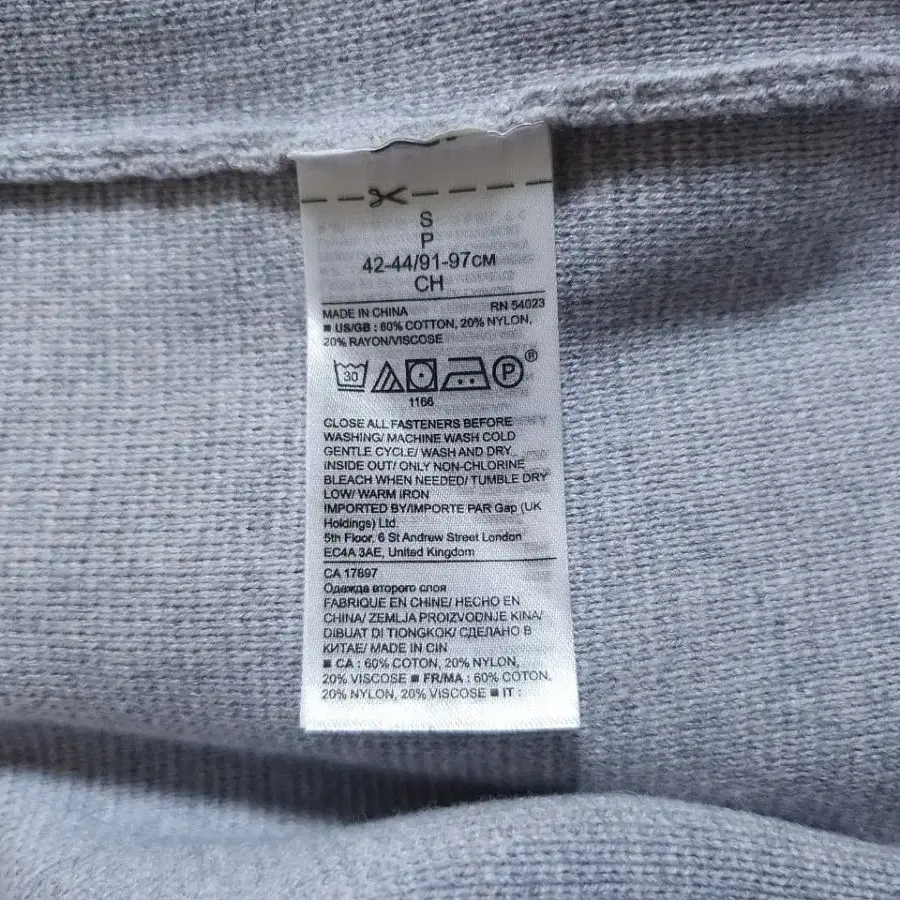 S
P
42-44/91-97CM
CH
MADE IN CHINA RN 54023
■ US/GB : 60% COTTON, 20% NYLON,
20% RAYON/VISCOSE
30 P ®
1166
CLOSE ALL FASTENERS BEFORE
WASHING/ MACHINE WASH COLD
GENTLE CYCLE/ WASH AND DRY
INSIDE OUT/ ONLY NON-CHLORINE
BLEACH WHEN NEEDED/ TUMBLE DRY
LOW/ WARM IRON
IMPORTED BY/IMPORTE PAR Gap (UK
Holdings) Ltd.
5th Floor, 6 St Andrew Street London
EC4A 3AE, United Kingdom
CA 17897
Одежда второго слоя
FABRIQUE EN CHINE/ HECHO EN
CHINA/ ZEMLJA PROIZVODNJE KINA/
DIBUAT DI TIONGKOK/ СДЕЛАНО В
КИТАЕ/ MADE IN CIN
■ CA : 60% COTON, 20% NYLON,
20% VISCOSE ■ FR/MA : 60% COTON,
20% NYLON, 20% VISCOSE ■ IT :